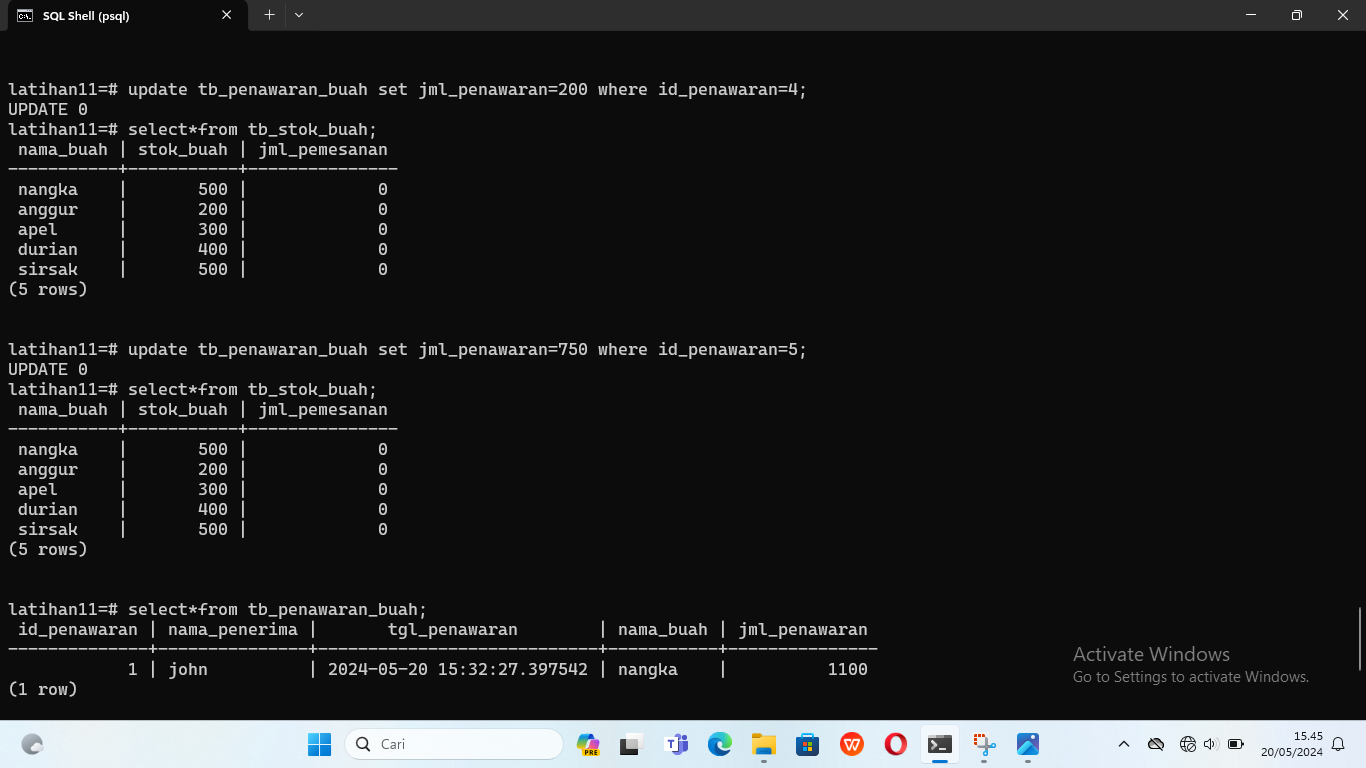 SQL Shell (psql)
latihan11=# update tb_penawaran_buah set jml_penawaran=200 where id_penawaran=4;
UPDATE 0
latihan11=# select*from tb_stok_buah;
 nama_buah | stok_buah | jml_pemesanan
-----------+-----------+---------------
 nangka    |       500 |             0
 anggur    |       200 |             0
 apel      |       300 |             0
 durian    |       400 |             0
 sirsak    |       500 |             0
(5 rows)
latihan11=# update tb_penawaran_buah set jml_penawaran=750 where id_penawaran=5;
UPDATE 0
latihan11=# select*from tb_stok_buah;
 nama_buah | stok_buah | jml_pemesanan
-----------+-----------+---------------
 nangka    |       500 |             0
 anggur    |       200 |             0
 apel      |       300 |             0
 durian    |       400 |             0
 sirsak    |       500 |             0
(5 rows)
latihan11=# select*from tb_penawaran_buah;
 id_penawaran | nama_penerima |       tgl_penawaran        | nama_buah | jml_penawaran
--------------+---------------+----------------------------+-----------+---------------
            1 | john          | 2024-05-20 15:32:27.397542 | nangka    |          1100
(1 row)
Activate Windows
Go to Settings to activate Windows.
Cari
PRE
15.45
20/05/2024